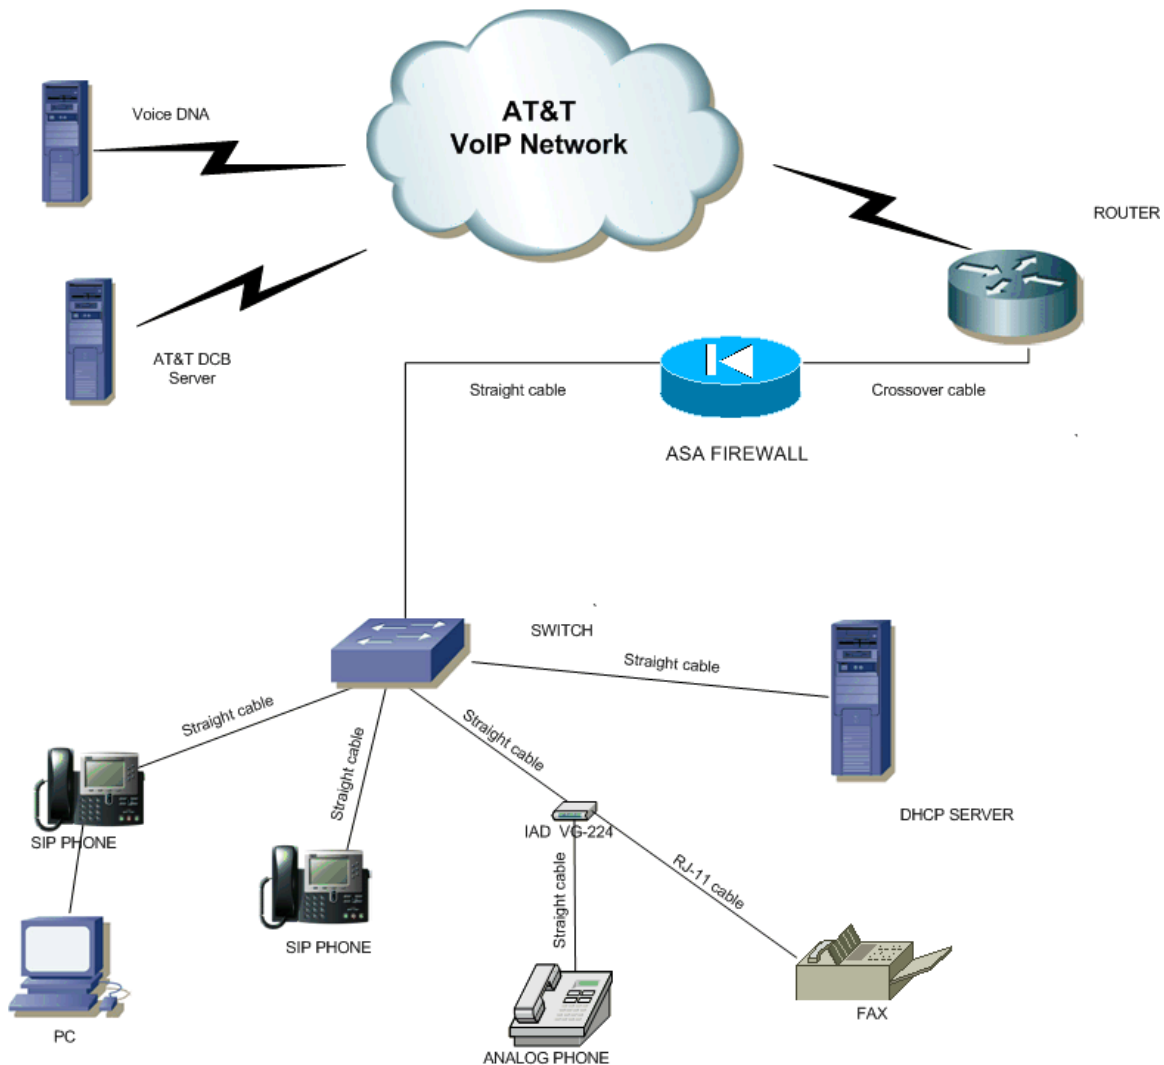 AT&T
VoIP Network
Voice DNA
ROUTER
AT&T DCB
Server
Straight cable
Crossover cable
ASA FIREWALL
SWITCH
Straight cable
Straight cable
Straight cable
Straight cable
DHCP SERVER
IAD VG-224
SIP PHONE
Straight cable
RJ-11 cable
SIP PHONE
FAX
PC
ANALOG PHONE